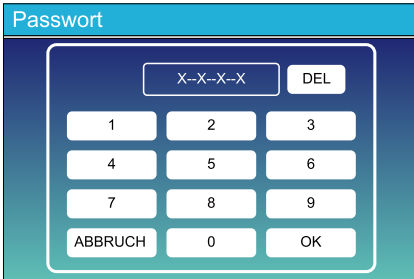 Passwort
X--X--X--X DEL
1 2 3
4 5 6
7 8 9
ABBRUCH 0 OK